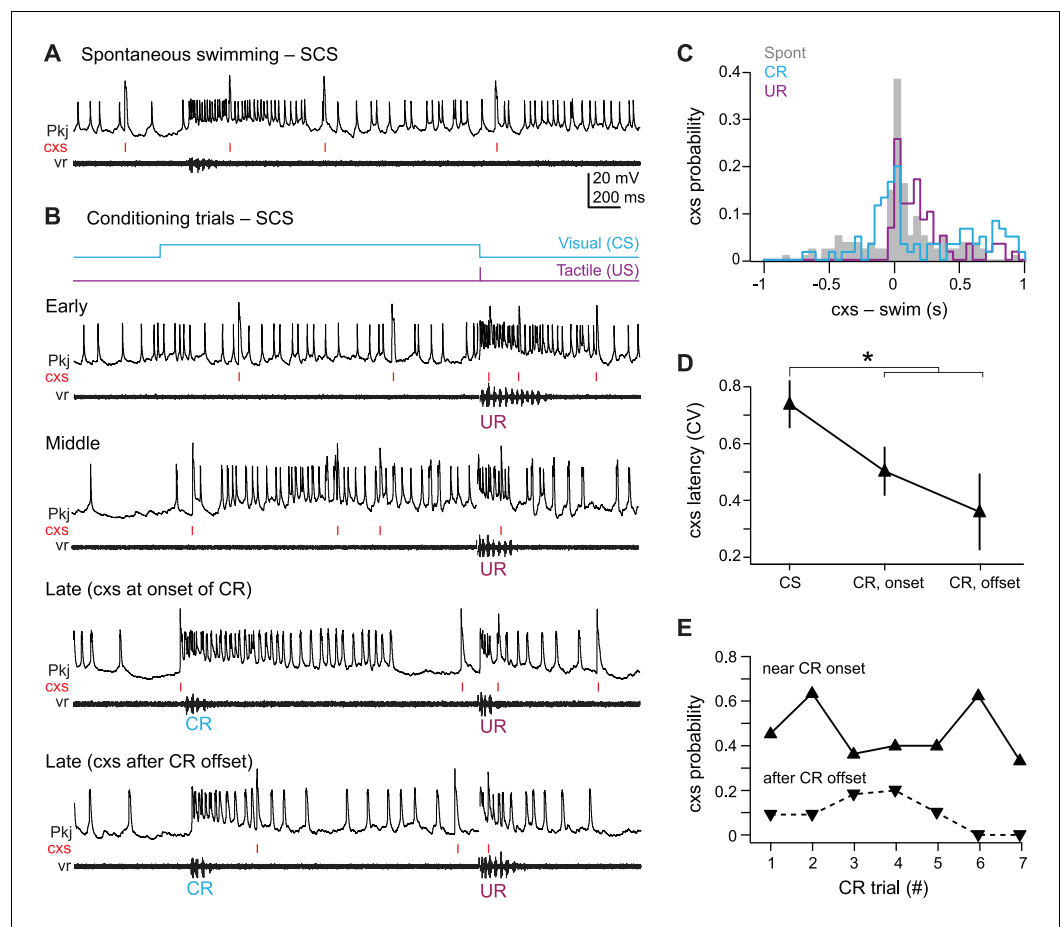 A Spontaneous swimming – SCS
Pkj
cxs
vr
20 mV
200 ms
B Conditioning trials – SCS
Visual (CS)
Tactile (US)
Early
Pkj
cxs
vr
UR
Middle
Pkj
cxs
vr
UR
Late (cxs at onset of CR)
Pkj
cxs
vr
CR UR
Late (cxs after CR offset)
Pkj
cxs
vr
CR UR
C
Spont
CR
UR
cxs probability
0.4
0.3
0.2
0.1
0
-1 -0.5 0 0.5 1
cxs – swim (s)
D
*
cxs latency (CV)
0.8
0.6
0.4
0.2
CS CR, onset CR, offset
E
near CR onset
after CR offset
cxs probability
0.8
0.6
0.4
0.2
0
1 2 3 4 5 6 7
CR trial (#)